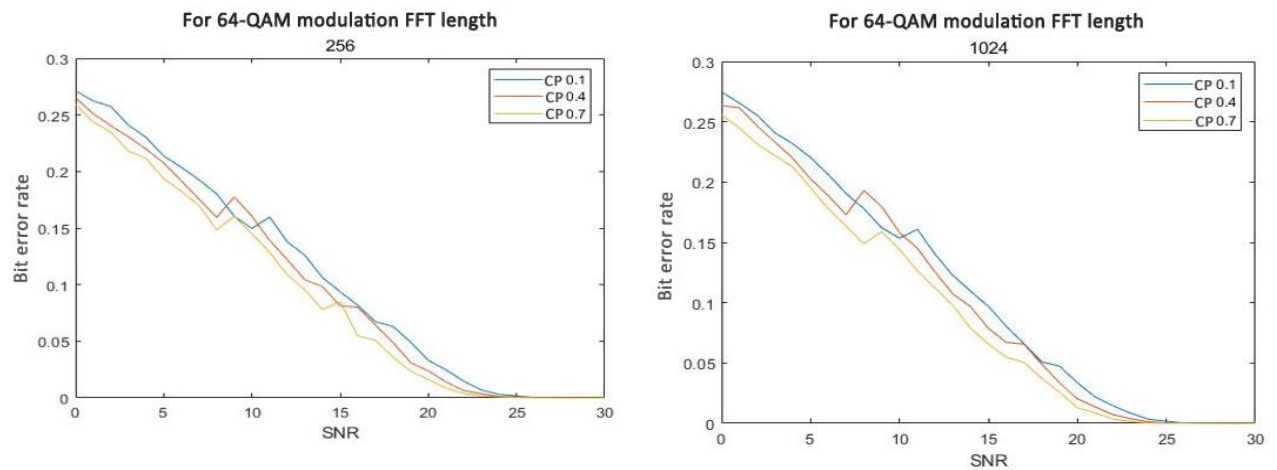 For 64-QAM modulation FFT length
256
0.3
0.25
0.2
0.15
0.1
0.05
0
Bit error rate
CP 0.1
CP 0.4
CP 0.7
0 5 10 15 20 25 30
SNR
For 64-QAM modulation FFT length
1024
0.3
0.25
0.2
0.15
0.1
0.05
0
Bit error rate
CP 0.1
CP 0.4
CP 0.7
0 5 10 15 20 25 30
SNR